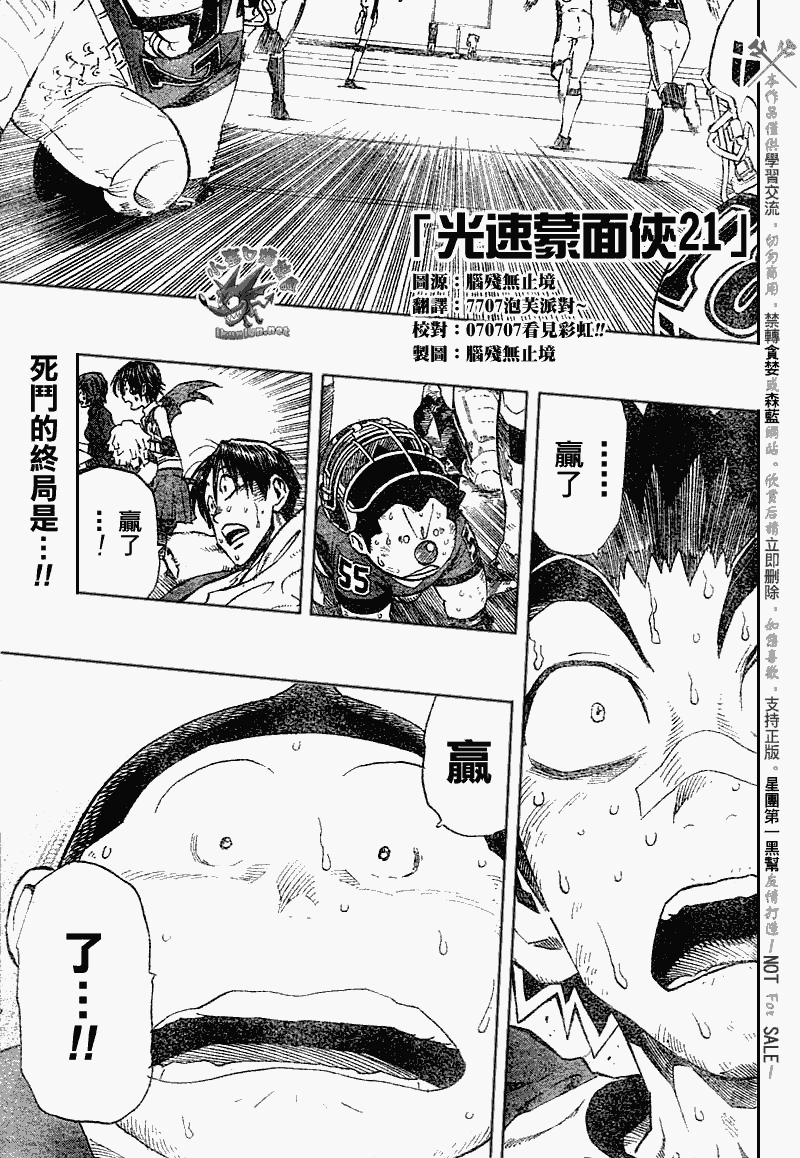 「光速蒙面俠21」
圖源：腦殘無止境
翻譯：7707泡芙派對~
校對：070707看見彩虹!!
製圖：腦殘無止境
……
贏了
55
贏了
…！
死鬥的終局是…!!
贏
了…!!
本作品僅供學習交流，切勿商用，禁轉貪婪或森藍網站。欣賞后請立即刪除，如您喜歡，支持正版。星團第一黑幫友情打造—NOT For SALE—